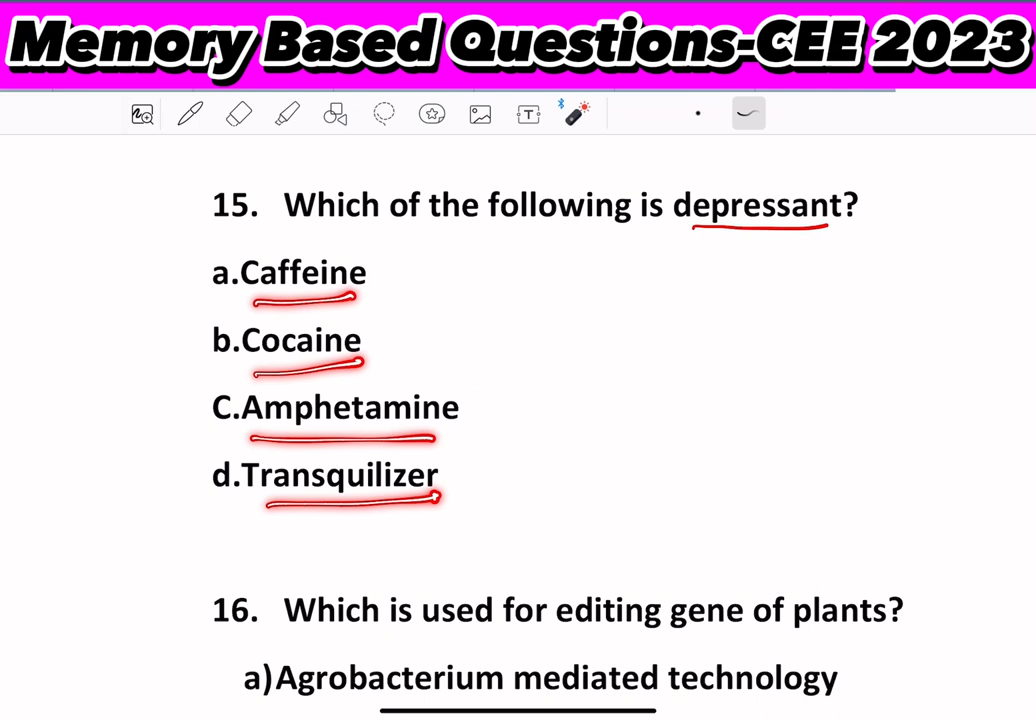 Memory Based Questions-CEE 2023
T
15. Which of the following is depressant?
a.Caffeine
b.Cocaine
C.Amphetamine
d.Transquilizer
16. Which is used for editing gene of plants?
a)Agrobacterium mediated technology